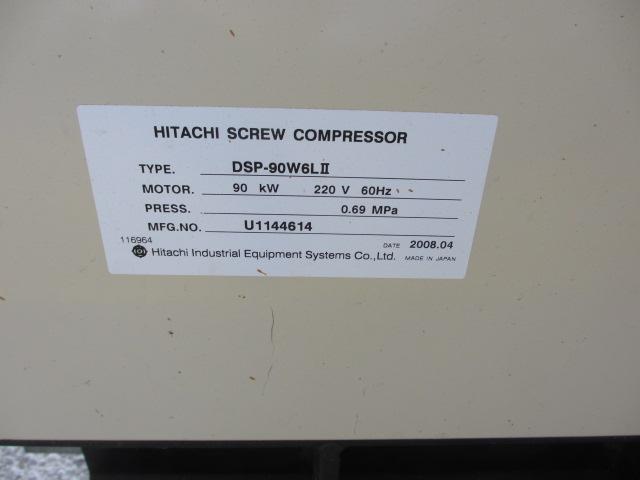 HITACHI SCREW COMPRESSOR
TYPE. DSP-90W6LⅡ
MOTOR. 90 kW 220 V 60Hz
PRESS. 0.69 MPa
MFG.NO. U1144614
116964 DATE 2008.04
Hitachi Industrial Equipment Systems Co.,Ltd. MADE IN JAPAN